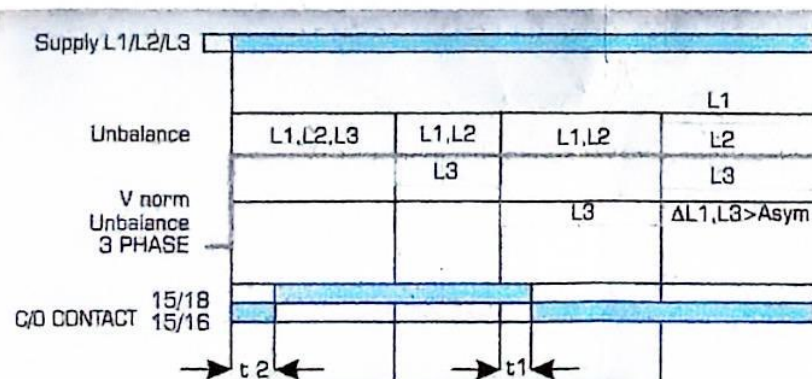 Supply L1/L2/L3
L1
Unbalance L1,L2,L3 L1,L2 L1,L2 L2
L3 L3
V norm
Unbalance L3 ΔL1,L3>Asym
3 PHASE
15/18
C/O CONTACT 15/16
t2 t1